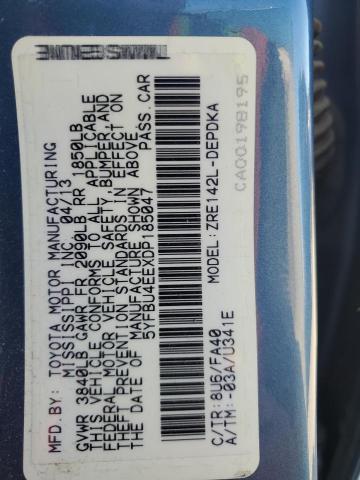 MFD. BY: TOYOTA MOTOR MANUFACTURING
MISSISSIPPI INC. 04/13
GVWR 3840LB GAWR FR 2090LB RR 1850LB
THIS VEHICLE CONFORMS TO ALL APPLICABLE
FEDERAL MOTOR VEHICLE SAFETY, BUMPER, AND
THEFT PREVENTION STANDARDS IN EFFECT ON
THE DATE OF MANUFACTURE SHOWN ABOVE.
5YFBU4EEXDP185047 PASS. CAR
C/TR: 8U6/FA40 ZRE142L-DEPDKA
A/TM: -03A/U341E
CA00198195